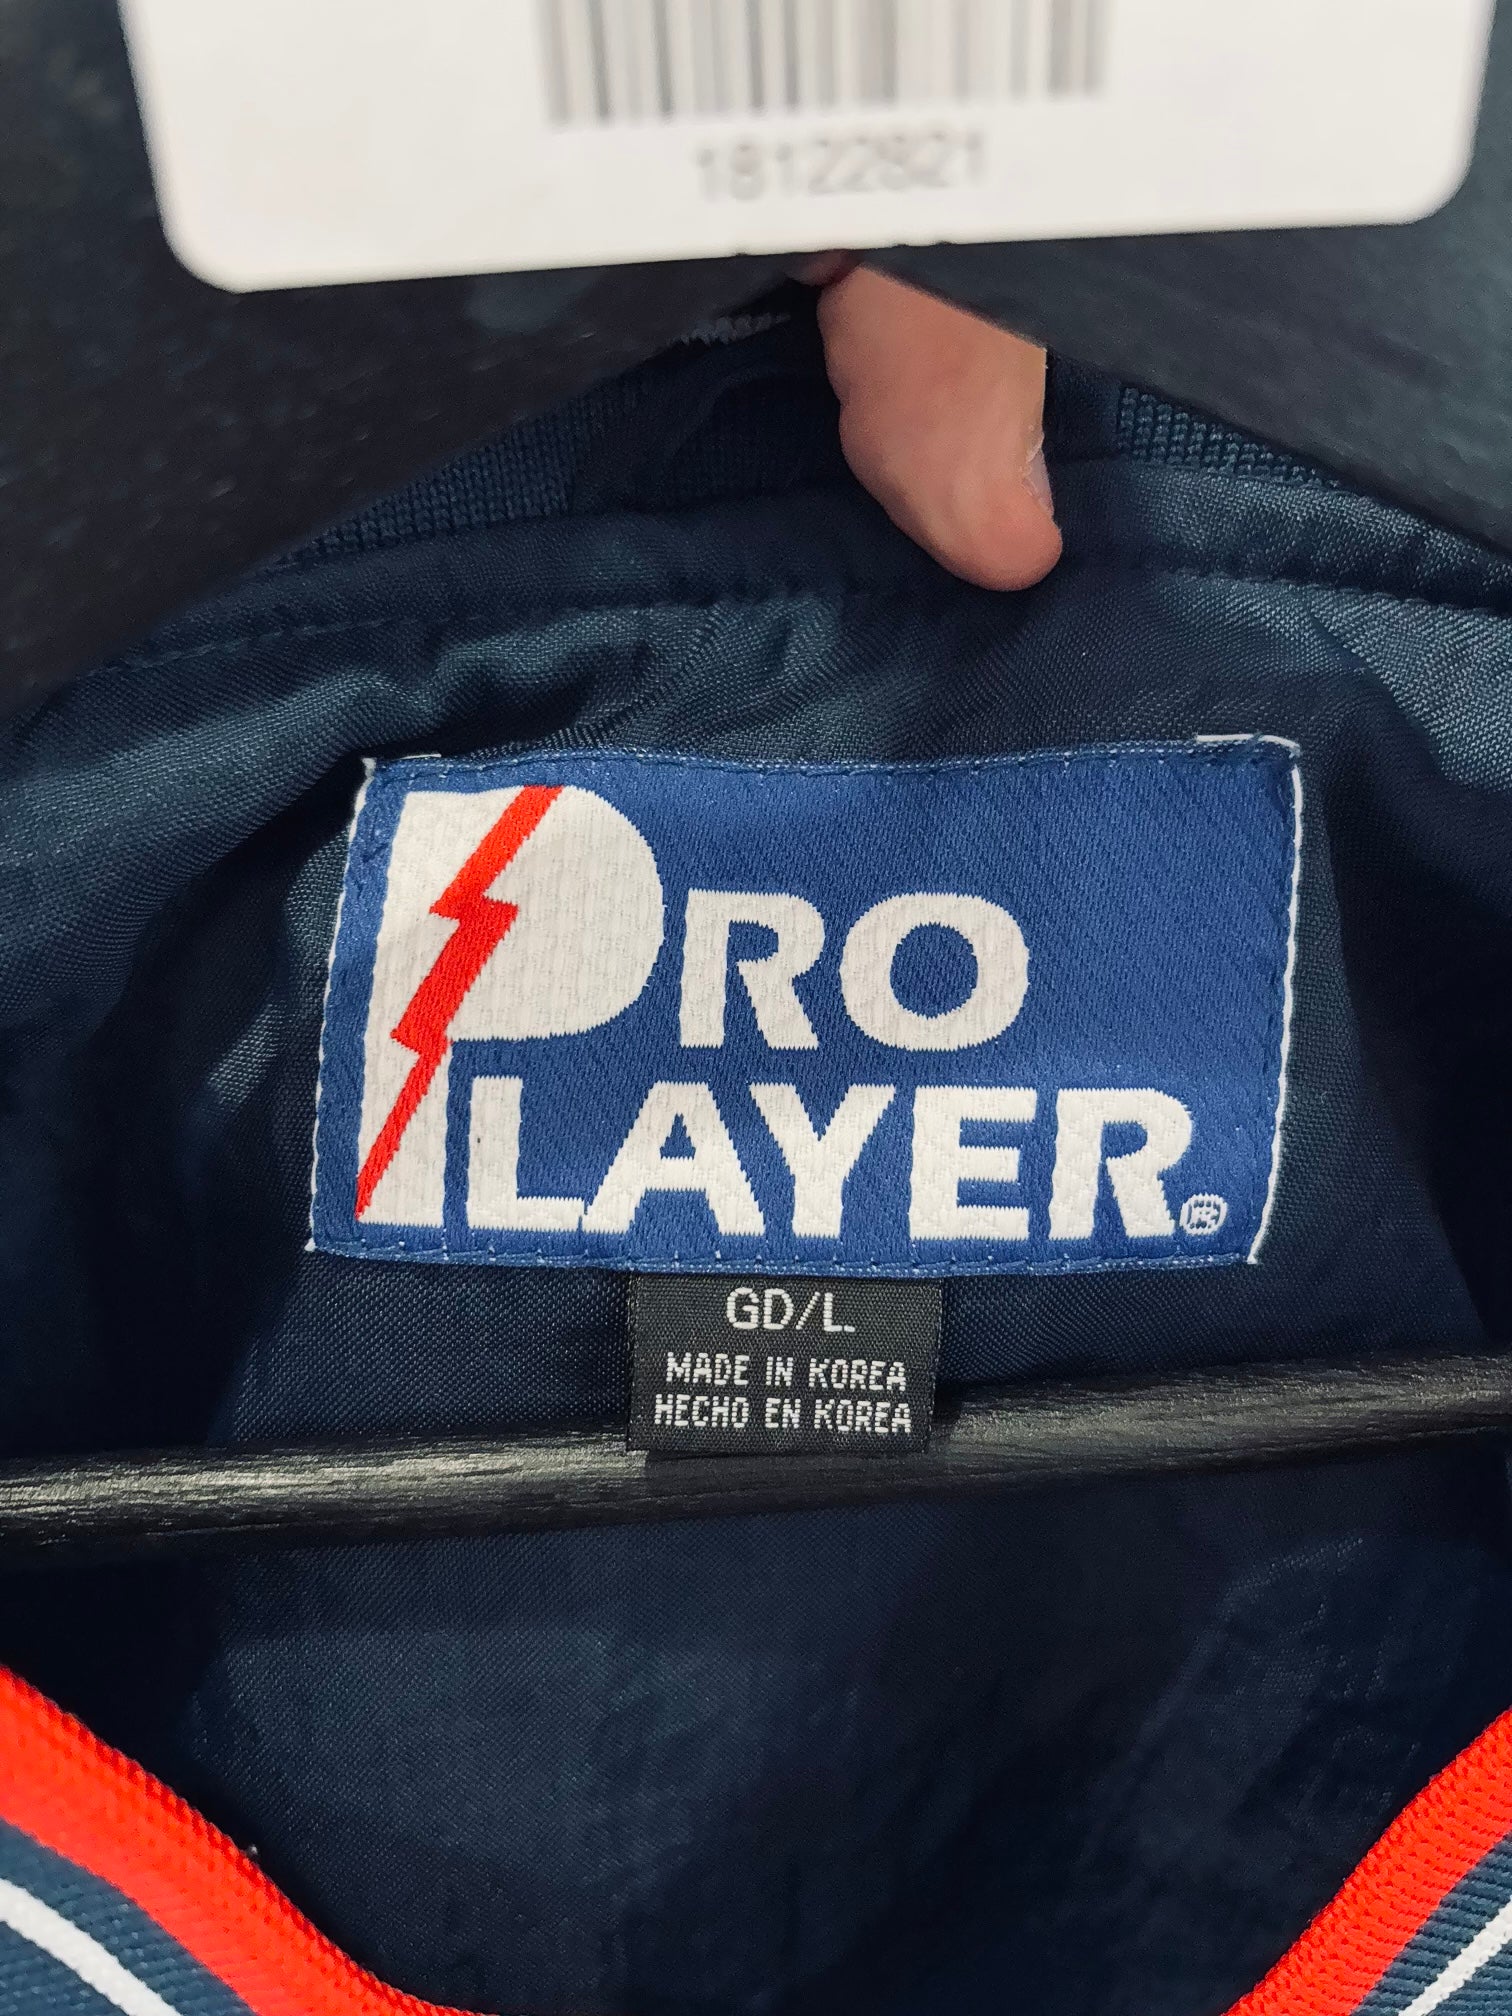 18122821
PRO
PLAYER®
GD/L.
MADE IN KOREA
HECHO EN KOREA